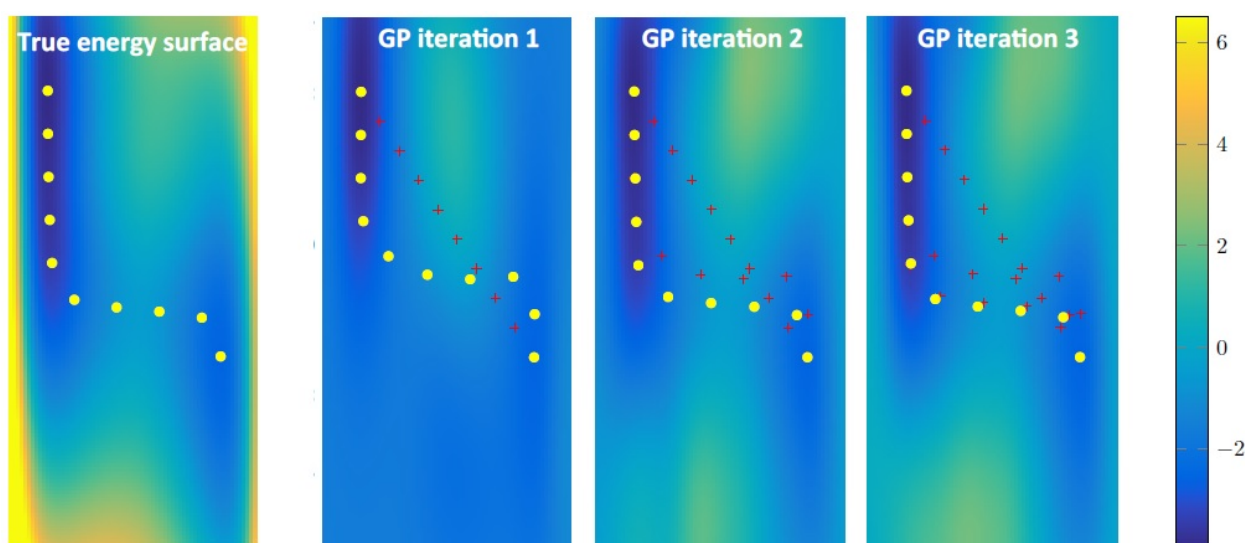 True energy surface
GP iteration 1
GP iteration 2
GP iteration 3
6
4
2
0
−2